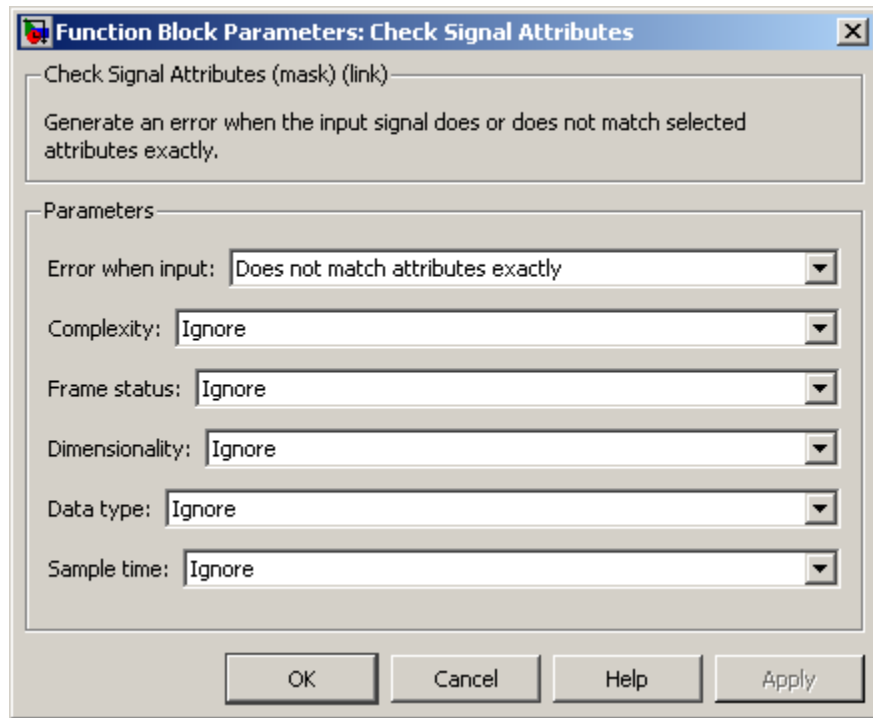 Function Block Parameters: Check Signal Attributes
Check Signal Attributes (mask) (link)
Generate an error when the input signal does or does not match selected
attributes exactly.
Parameters
Error when input: Does not match attributes exactly
Complexity: Ignore
Frame status: Ignore
Dimensionality: Ignore
Data type: Ignore
Sample time: Ignore
OK Cancel Help Apply